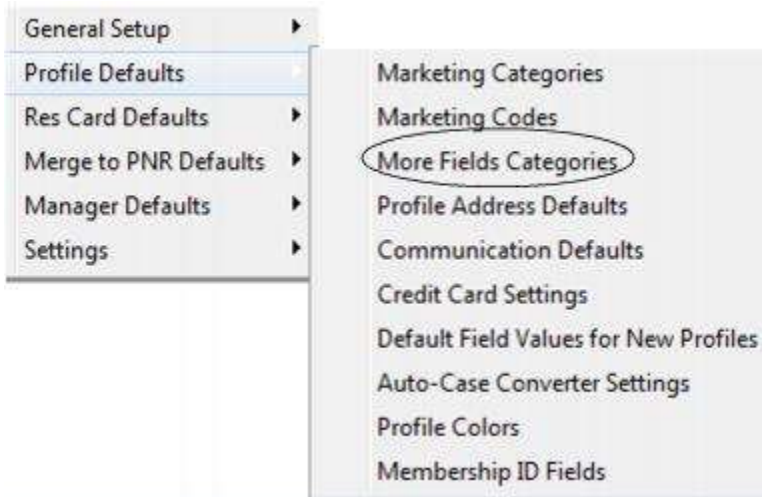 General Setup
Profile Defaults
Res Card Defaults
Merge to PNR Defaults
Manager Defaults
Settings
Marketing Categories
Marketing Codes
More Fields Categories
Profile Address Defaults
Communication Defaults
Credit Card Settings
Default Field Values for New Profiles
Auto-Case Converter Settings
Profile Colors
Membership ID Fields